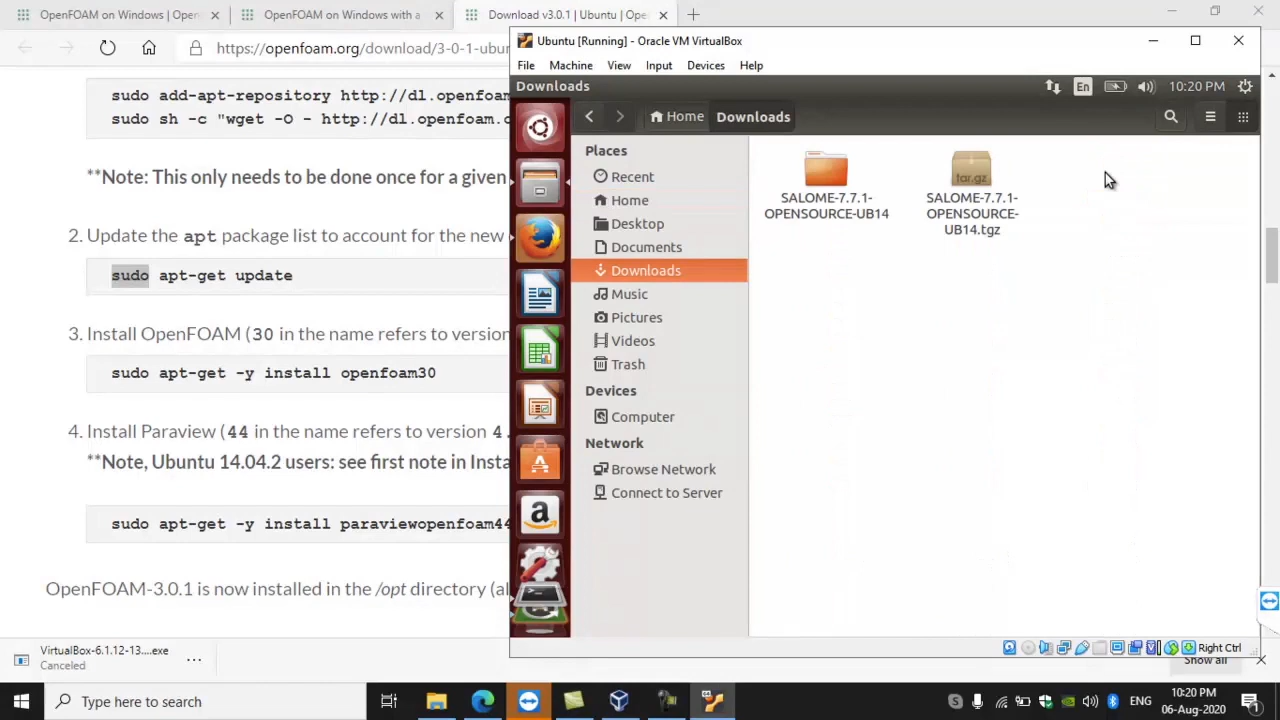 OpenFOAM on Windows | Open
OpenFOAM on Windows with a
Download v3.0.1 | Ubuntu | Ope
https://openfoam.org/download/3-0-1-ubu
sudo add-apt-repository http://dl.openfoam
sudo sh -c "wget -O - http://dl.openfoam.o
**Note: This only needs to be done once for a given
2. Update the apt package list to account for the new
sudo apt-get update
3. Install OpenFOAM (30 in the name refers to version
sudo apt-get -y install openfoam30
4. Install Paraview (44 in the name refers to version 4.
**Note, Ubuntu 14.04.2 users: see first note in Insta
sudo apt-get -y install paraviewopenfoam44
OpenFOAM-3.0.1 is now installed in the /opt directory (al
VirtualBox-6.1.12-13....exe
Canceled
Show all
Ubuntu [Running] - Oracle VM VirtualBox
File Machine View Input Devices Help
Downloads
En
10:20 PM
Home
Downloads
Places
Recent
Home
Desktop
Documents
Downloads
Music
Pictures
Videos
Trash
Devices
Computer
Network
Browse Network
Connect to Server
SALOME-7.7.1-
OPENSOURCE-UB14
tar.gz
SALOME-7.7.1-
OPENSOURCE-
UB14.tgz
Right Ctrl
Type here to search
ENG
10:20 PM
06-Aug-2020
1